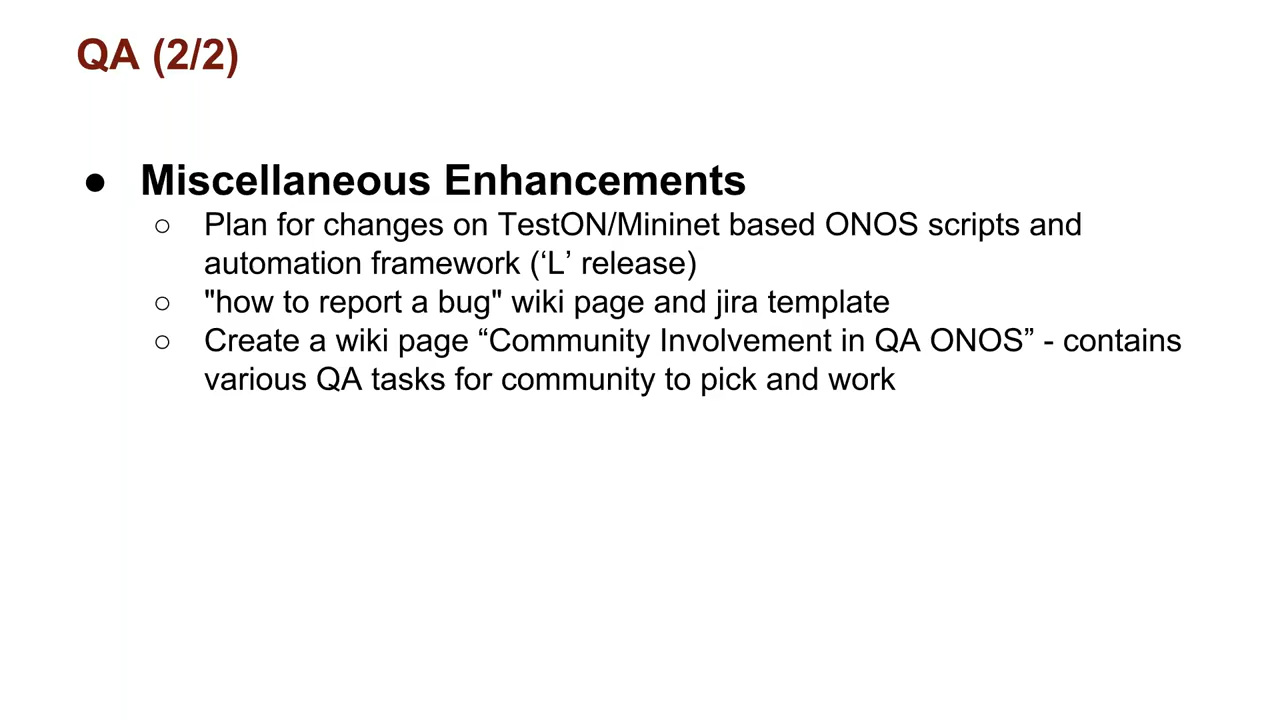 QA (2/2)
● Miscellaneous Enhancements
○ Plan for changes on TestON/Mininet based ONOS scripts and
automation framework (‘L’ release)
○ "how to report a bug" wiki page and jira template
○ Create a wiki page “Community Involvement in QA ONOS” - contains
various QA tasks for community to pick and work